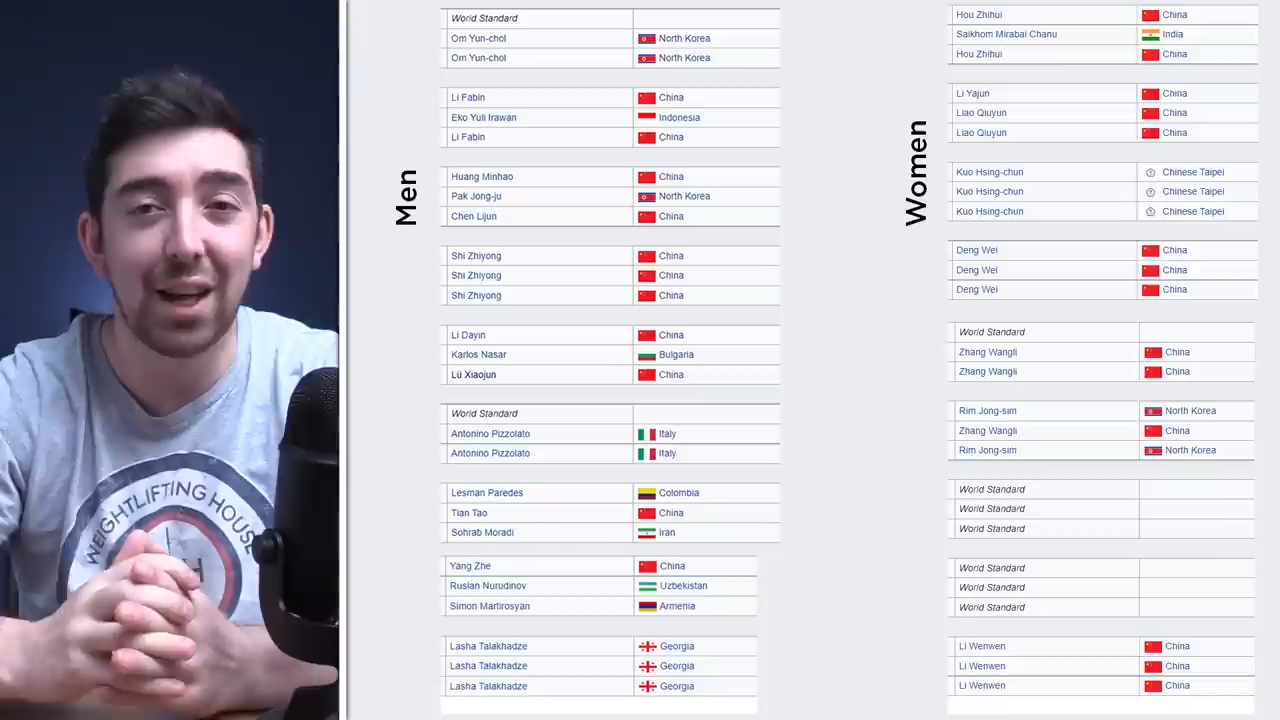 WEIGHTLIFTING HOUSE
Men
World Standard
Om Yun-chol North Korea
Om Yun-chol North Korea
Li Fabin China
Eko Yuli Irawan Indonesia
Li Fabin China
Huang Minhao China
Pak Jong-ju North Korea
Chen Lijun China
Shi Zhiyong China
Shi Zhiyong China
Shi Zhiyong China
Li Dayin China
Karlos Nasar Bulgaria
Lu Xiaojun China
World Standard
Antonino Pizzolato Italy
Antonino Pizzolato Italy
Lesman Paredes Colombia
Tian Tao China
Sohrab Moradi Iran
Yang Zhe China
Ruslan Nurudinov Uzbekistan
Simon Martirosyan Armenia
Lasha Talakhadze Georgia
Lasha Talakhadze Georgia
Lasha Talakhadze Georgia
Women
Hou Zhihui China
Saikhom Mirabai Chanu India
Hou Zhihui China
Li Yajun China
Liao Qiuyun China
Liao Qiuyun China
Kuo Hsing-chun Chinese Taipei
Kuo Hsing-chun Chinese Taipei
Kuo Hsing-chun Chinese Taipei
Deng Wei China
Deng Wei China
Deng Wei China
World Standard
Zhang Wangli China
Zhang Wangli China
Rim Jong-sim North Korea
Zhang Wangli China
Rim Jong-sim North Korea
World Standard
World Standard
World Standard
World Standard
World Standard
World Standard
Li Wenwen China
Li Wenwen China
Li Wenwen China